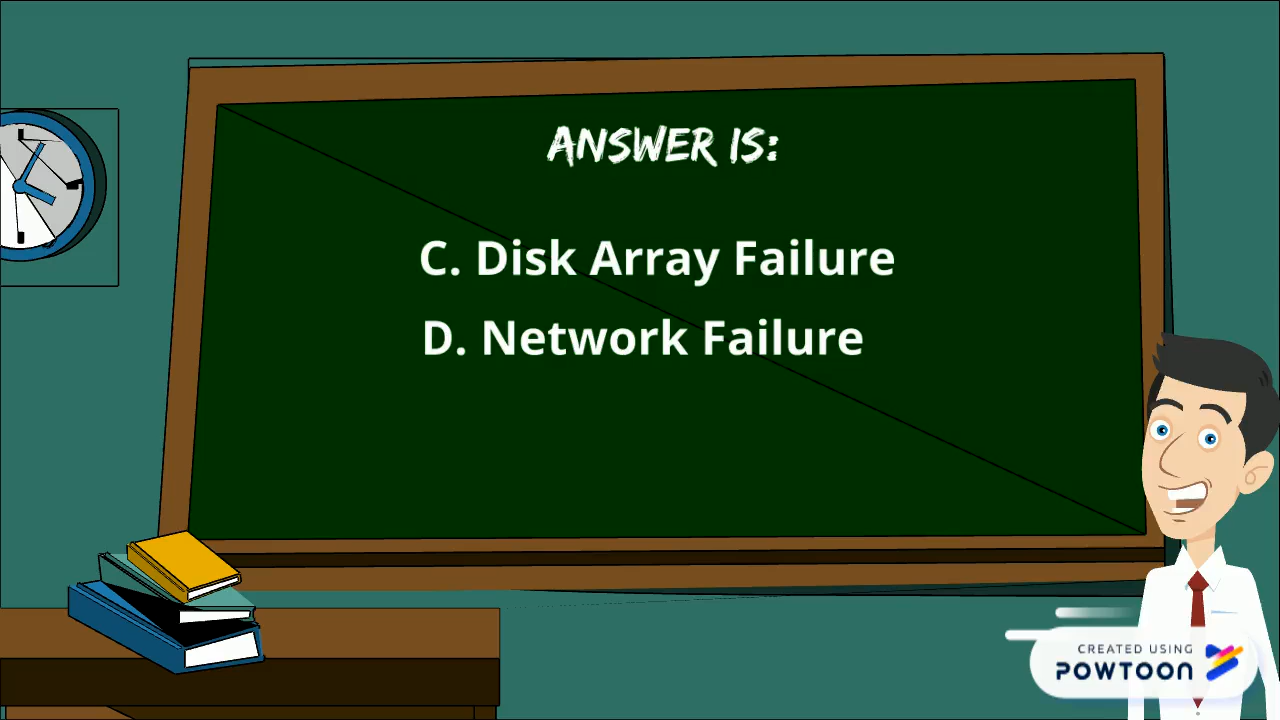 ANSWER IS:
C. Disk Array Failure
D. Network Failure
CREATED USING
POWTOON